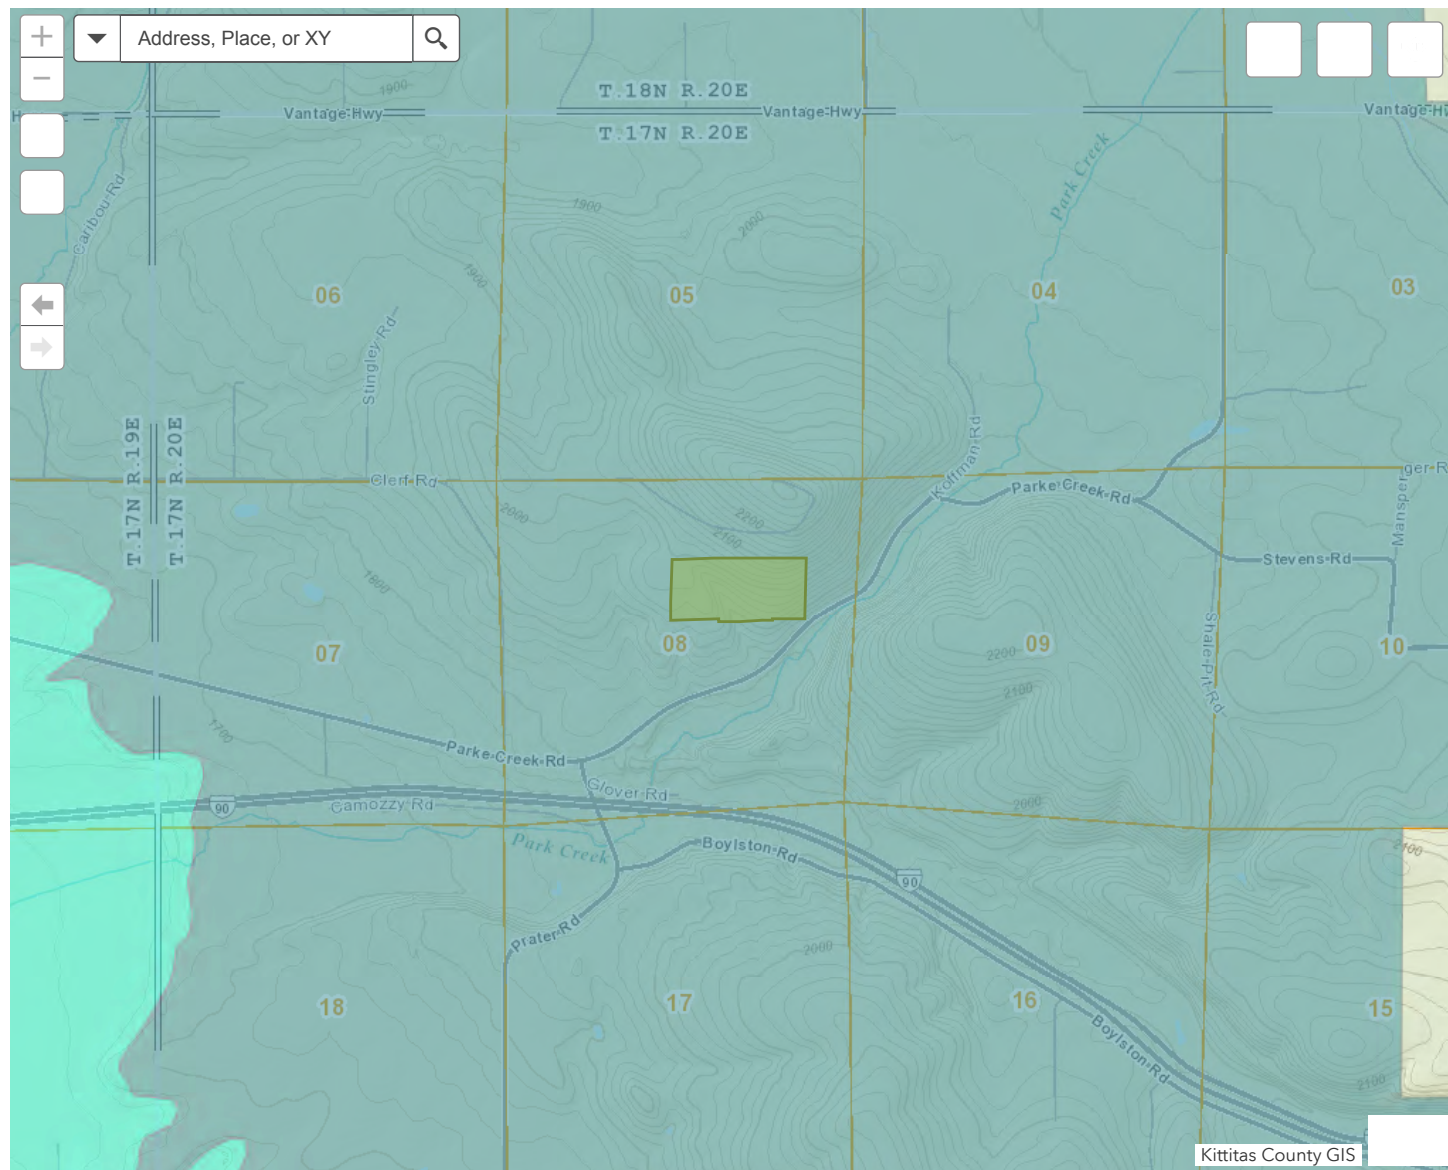 Address, Place, or XY
1900
T.18N R.20E
Vantage-Hwy
Vantage-Hwy
T.17N R.20E
Park Creek
Caribou-Rd
1900
2000
1900
06
05
04
03
Stingley-Rd
T.17N R.19E
T.17N R.20E
Koffman-Rd
Clerf Rd
Parke Creek-Rd
ger R
Manspe
2000
2200
2100
Stevens-Rd
1800
07
08
09
10
2200
2100
Shale-Pit-Rd
1700
Parke-Creek-Rd
Glover-Rd
90
Camozzy Rd
2000
Park Creek
Boylston-Rd
90
2100
Prater-Rd
2000
18
17
16
15
Boylston-Rd
2100
Kittitas County GIS